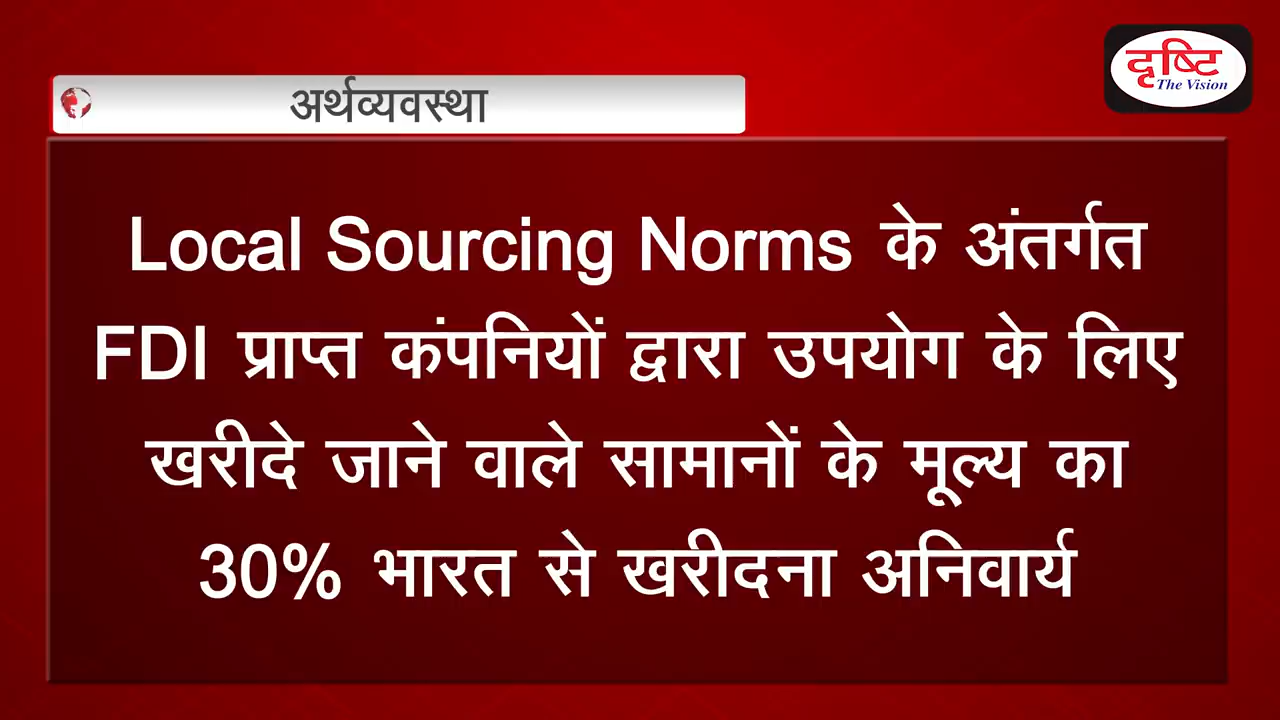 दृष्टि
The Vision
अर्थव्यवस्था
Local Sourcing Norms के अंतर्गत
FDI प्राप्त कंपनियों द्वारा उपयोग के लिए
खरीदे जाने वाले सामानों के मूल्य का
30% भारत से खरीदना अनिवार्य